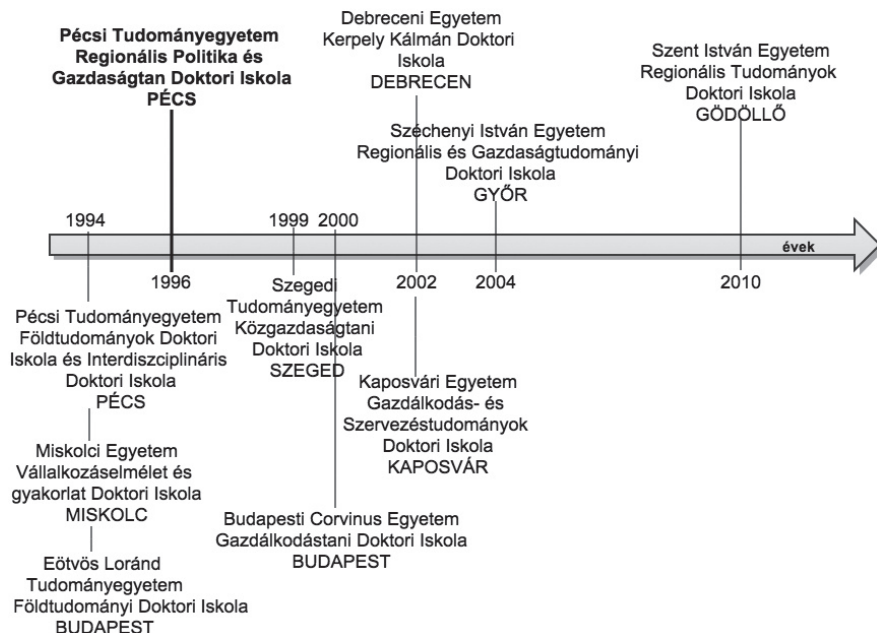 Pécsi Tudományegyetem
Regionális Politika és
Gazdaságtan Doktori Iskola
PÉCS
Debreceni Egyetem
Kerpely Kálmán Doktori
Iskola
DEBRECEN
Széchenyi István Egyetem
Regionális és Gazdaságtudományi
Doktori Iskola
GYŐR
Szent István Egyetem
Regionális Tudományok
Doktori Iskola
GÖDÖLLŐ
1994
1999
2000
évek
1996
2002
2004
2010
Pécsi Tudományegyetem
Földtudományok Doktori
Iskola és Interdiszciplináris
Doktori Iskola
PÉCS
Miskolci Egyetem
Vállalkozáselmélet és
gyakorlat Doktori Iskola
MISKOLC
Eötvös Loránd
Tudományegyetem
Földtudományi Doktori Iskola
BUDAPEST
Szegedi
Tudományegyetem
Közgazdaságtani
Doktori Iskola
SZEGED
Budapesti Corvinus Egyetem
Gazdálkodástani Doktori Iskola
BUDAPEST
Kaposvári Egyetem
Gazdálkodás- és
Szervezéstudományok
Doktori Iskola
KAPOSVÁR